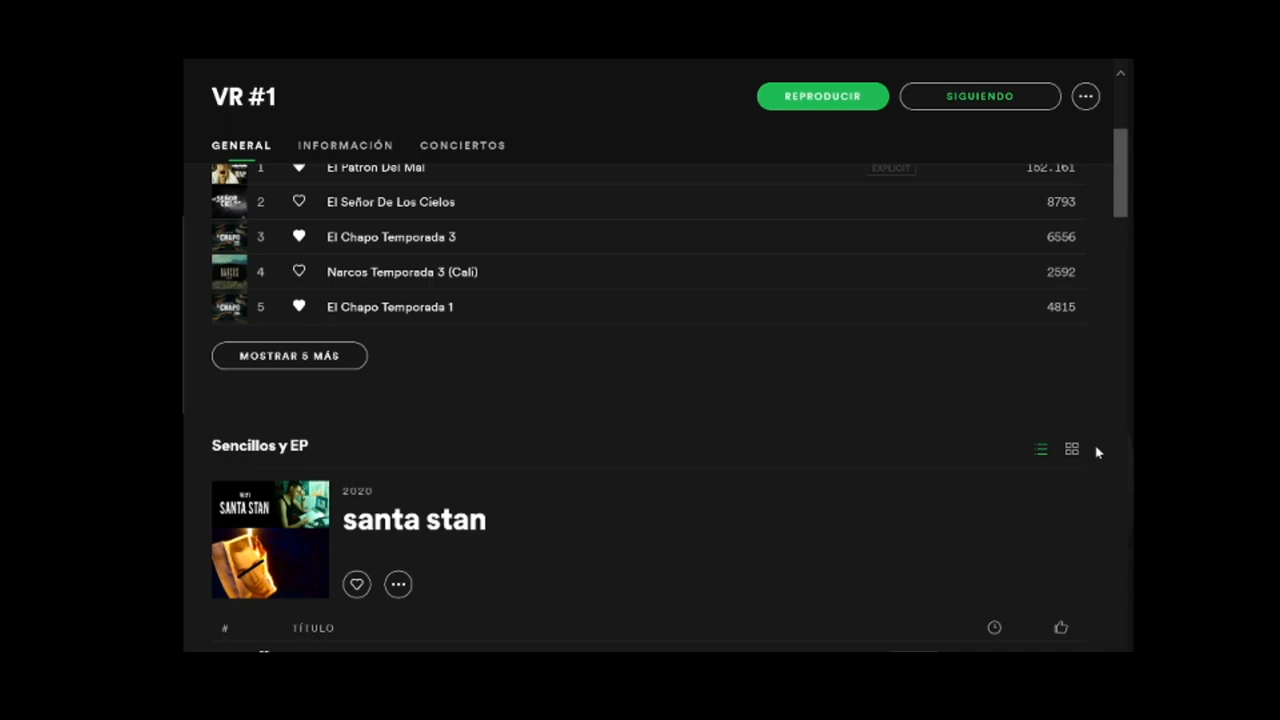 VR #1
REPRODUCIR
SIGUIENDO
GENERAL INFORMACIÓN CONCIERTOS
1 El Patron Del Mal EXPLICIT 152.161
2 El Señor De Los Cielos 8793
3 El Chapo Temporada 3 6556
4 Narcos Temporada 3 (Cali) 2592
5 El Chapo Temporada 1 4815
MOSTRAR 5 MÁS
Sencillos y EP
SANTA STAN
2020
santa stan
# TÍTULO